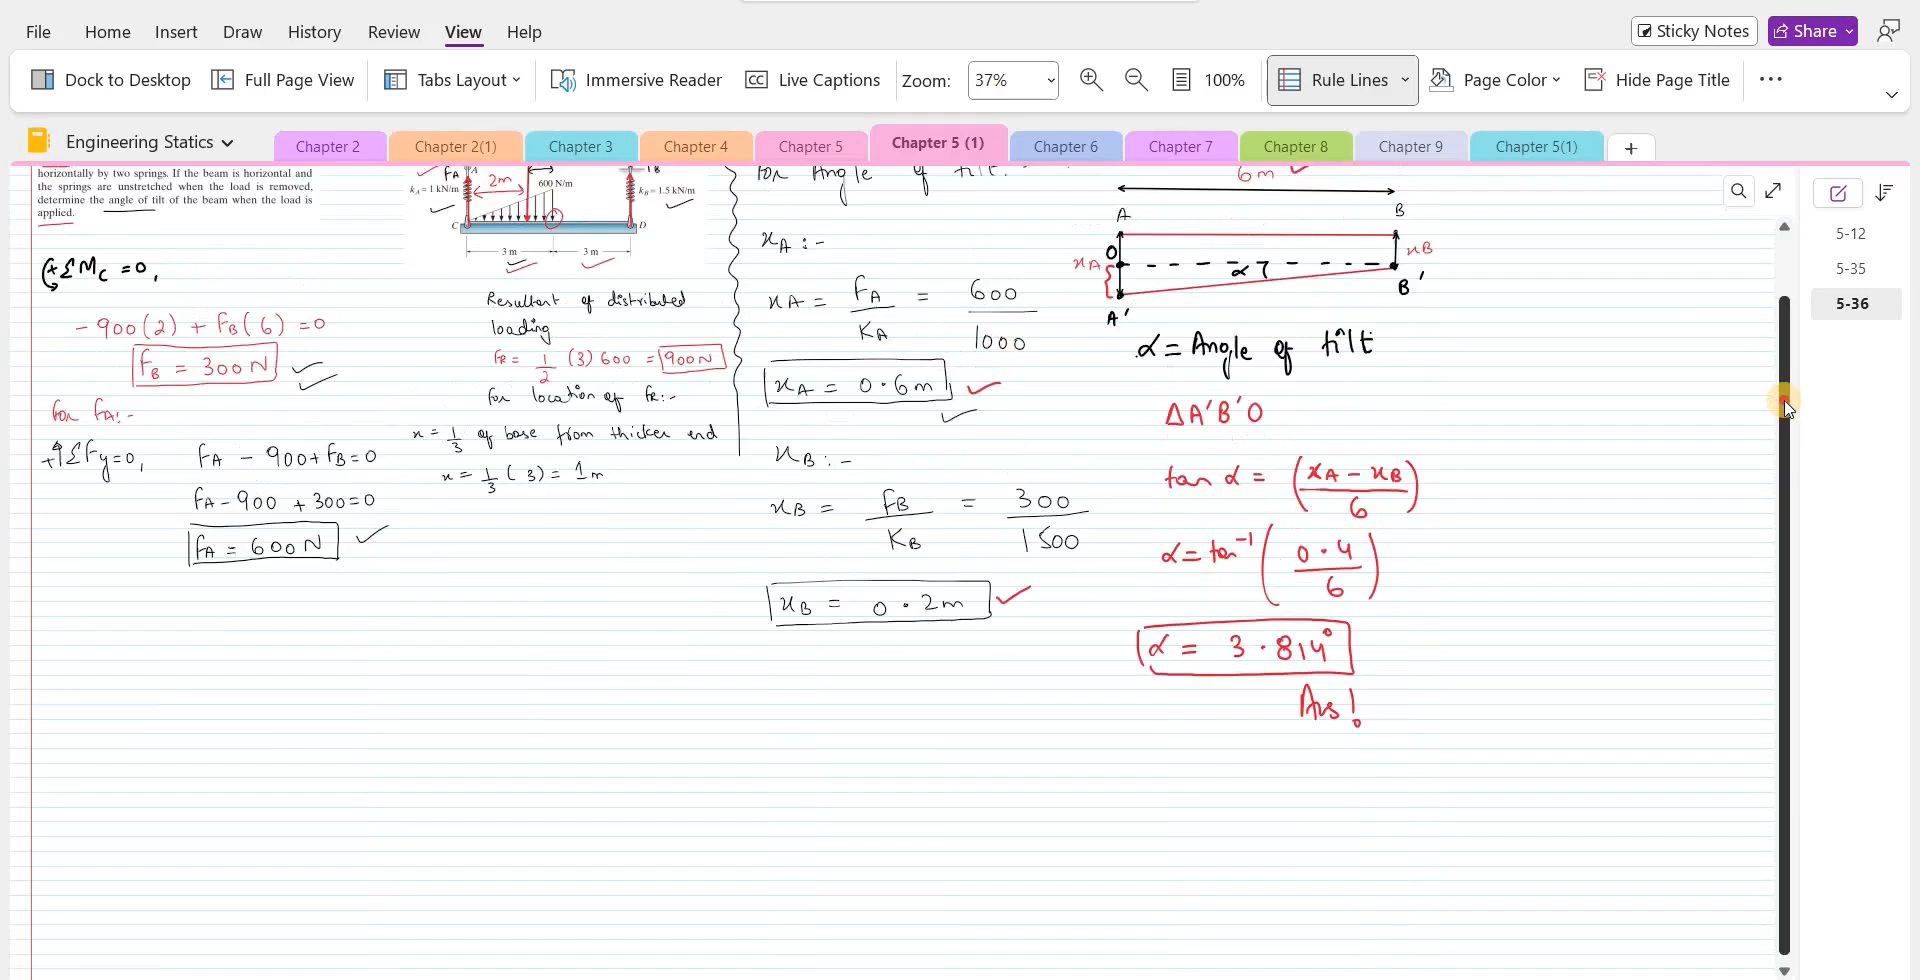 File Home Insert Draw History Review View Help
Sticky Notes Share
Dock to Desktop Full Page View Tabs Layout Immersive Reader CC Live Captions Zoom: 37% 100% Rule Lines Page Color Hide Page Title
Engineering Statics Chapter 2 Chapter 2(1) Chapter 3 Chapter 4 Chapter 5 Chapter 5 (1) Chapter 6 Chapter 7 Chapter 8 Chapter 9 Chapter 5(1) +
horizontally by two springs. If the beam is horizontal and
the springs are unstretched when the load is removed,
determine the angle of tilt of the beam when the load is
applied.
+ΣMc = 0,
-900(2) + FB(6) = 0
FB = 300N
For FA:-
+↑ΣFy=0, FA - 900+FB=0
FA-900 + 300=0
FA = 600N
FA A
kA = 1 kN/m 2m 600 N/m kB = 1.5 kN/m
C D
3 m 3 m
Resultant of distributed
loading
FR = 1/2 (3) 600 = 900N
for location of FR:-
x = 1/3 of base from thicker end
x = 1/3 (3) = 1m
For Angle of tilt:-
xA:-
xA = FA/KA = 600/1000
xA = 0.6m
xB:-
xB = FB/KB = 300/1500
xB = 0.2m
6m
A B
O xA α xB
A' B'
α = Angle of tilt
ΔA'B'O
tan α = (xA - xB/6)
α = tan⁻¹(0.4/6)
α = 3.814°
Ans!
5-12
5-35
5-36